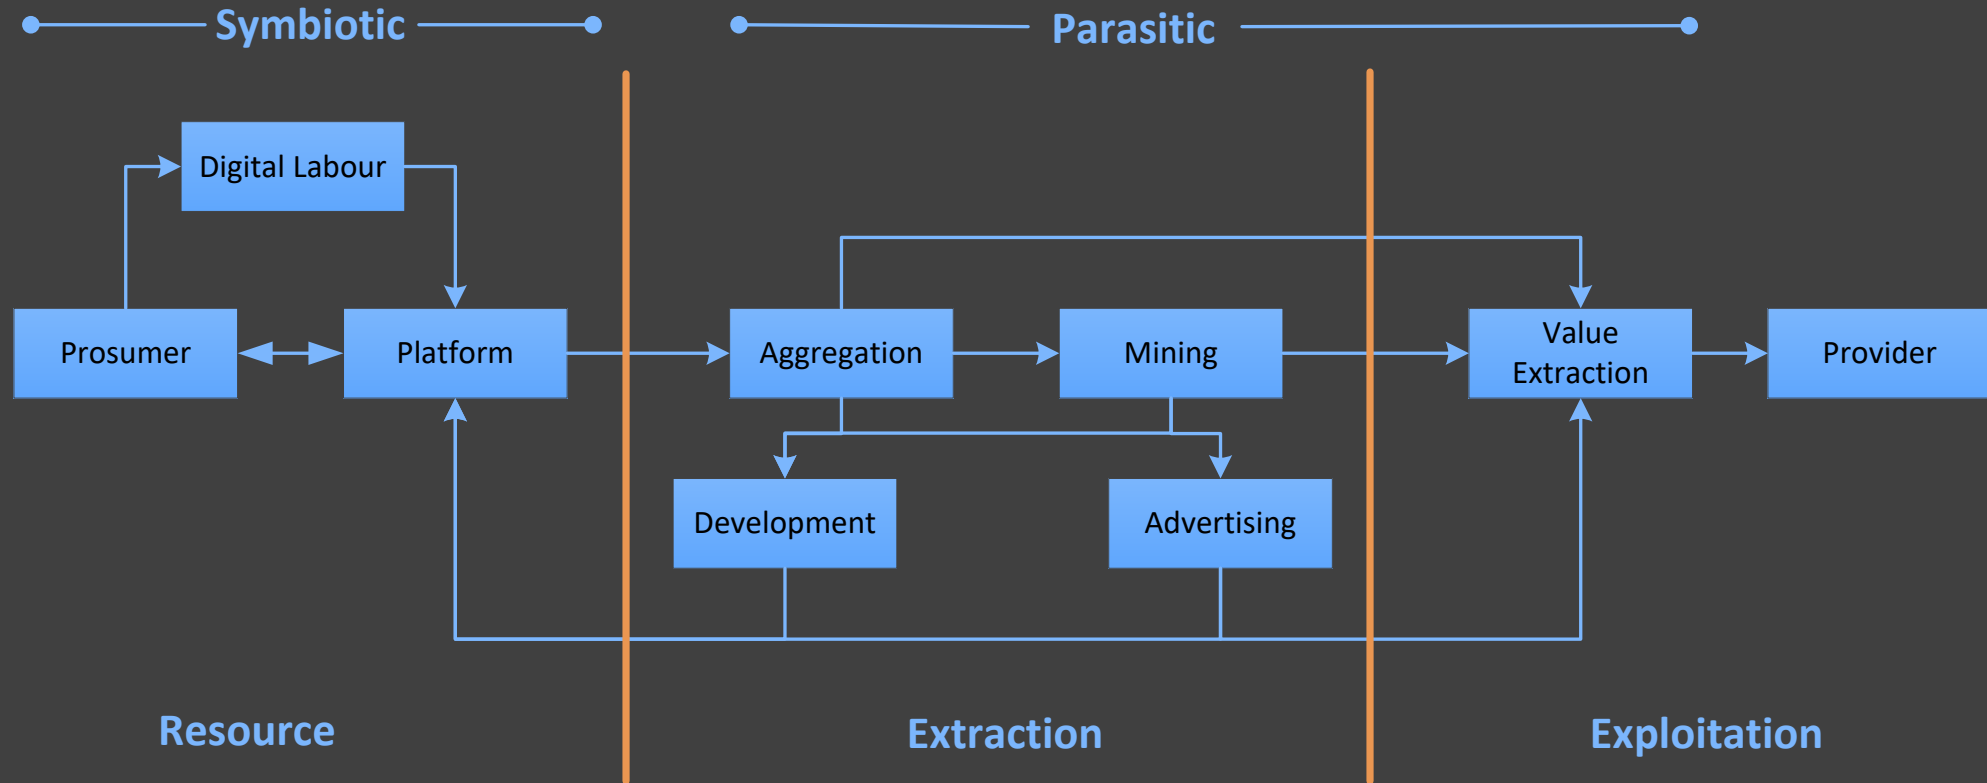 Symbiotic
Parasitic
Digital Labour
Prosumer
Platform
Aggregation
Mining
Value
Extraction
Provider
Development
Advertising
Resource
Extraction
Exploitation